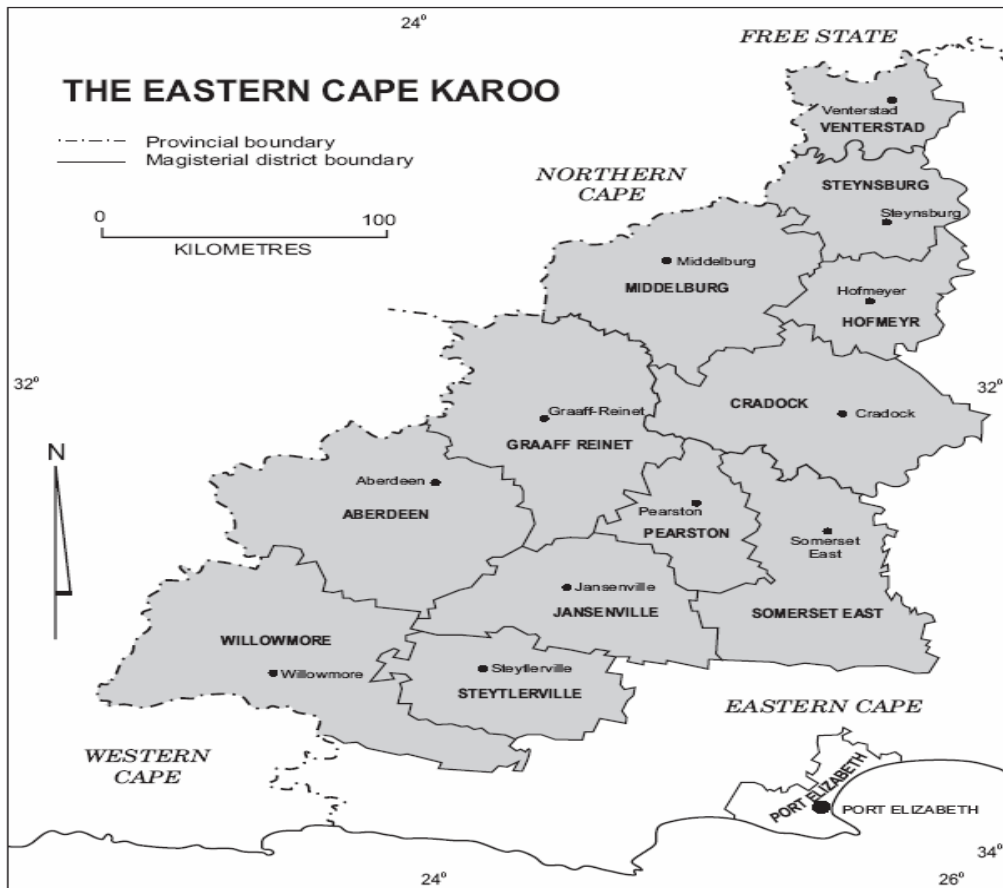 24°
FREE STATE
THE EASTERN CAPE KAROO
Venterstad
VENTERSTAD
Provincial boundary
Magisterial district boundary
NORTHERN
CAPE
STEYNSBURG
Steynsburg
0 100
KILOMETRES
Middelburg
MIDDELBURG
Hofmeyer
HOFMEYR
32°
32°
CRADOCK
Cradock
Graaff-Reinet
GRAAFF REINET
N
Aberdeen
ABERDEEN
Pearston
PEARSTON
Somerset
East
Jansenville
JANSENVILLE
SOMERSET EAST
WILLOWMORE
Willowmore
Steytlerville
STEYTLERVILLE
EASTERN CAPE
WESTERN
CAPE
PORT ELIZABETH
PORT ELIZABETH
34°
24°
26°